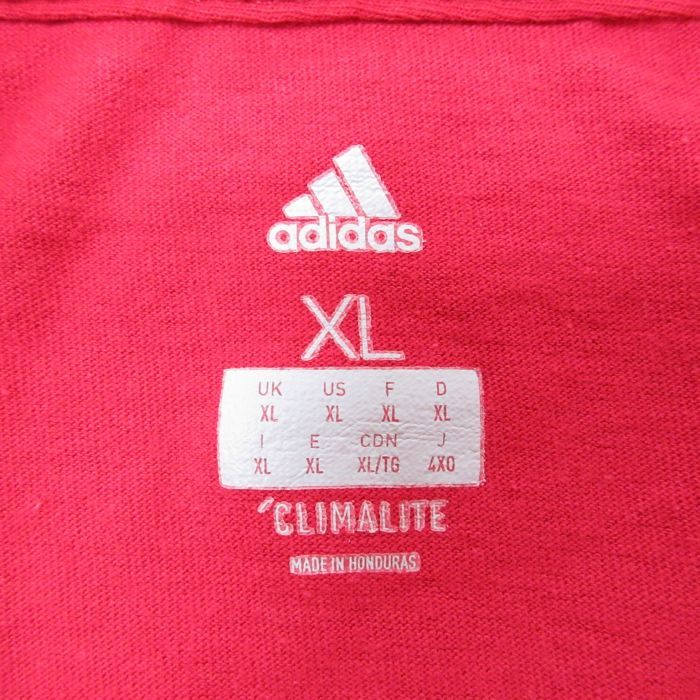 adidas
XL
UK US F D
XL XL XL XL
I E CDN J
XL XL XL/TG 4XO
CLIMALITE
MADE IN HONDURAS